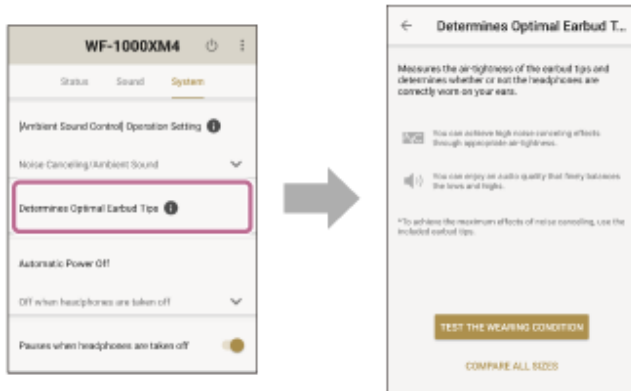 WF-1000XM4
Status Sound System
[Ambient Sound Control] Operation Setting
Noise Canceling/Ambient Sound
Determines Optimal Earbud Tips
Automatic Power Off
Off when headphones are taken off
Pauses when headphones are taken off
Determines Optimal Earbud T...
Measures the air-tightness of the earbud tips and
determines whether or not the headphones are
correctly worn on your ears.
You can achieve high noise canceling effects
through appropriate air-tightness.
You can enjoy an audio quality that finely balances
the lows and highs.
*To achieve the maximum effects of noise canceling, use the
included earbud tips.
TEST THE WEARING CONDITION
COMPARE ALL SIZES